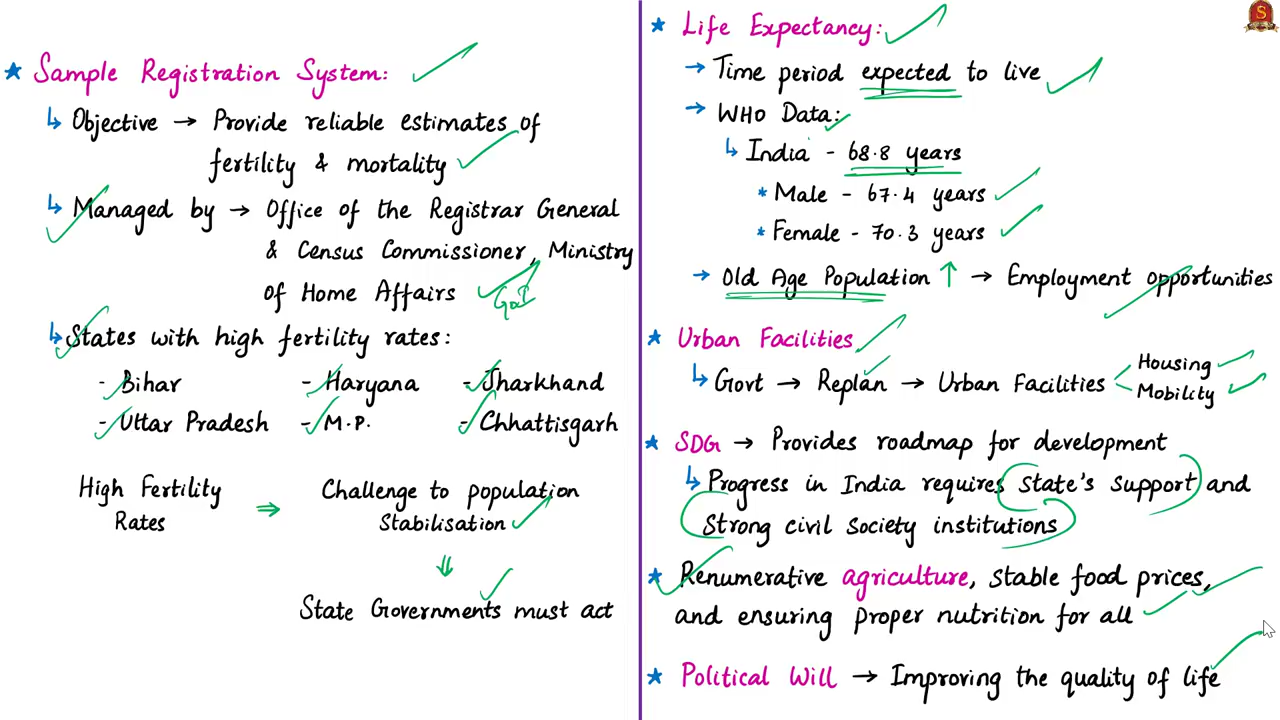 ★ Sample Registration System:
↳ Objective → Provide reliable estimates of
fertility & mortality
↳ Managed by → Office of the Registrar General
& Census Commissioner, Ministry
of Home Affairs
GoI
↳ States with high fertility rates:
- Bihar - Haryana - Jharkhand
- Uttar Pradesh - M.P. - Chhattisgarh
High Fertility ⇒ Challenge to population
Rates Stabilisation
⇓
State Governments must act
★ Life Expectancy:
→ Time period expected to live
→ WHO Data:
↳ India - 68.8 years
* Male - 67.4 years
* Female - 70.3 years
→ Old Age Population ↑ → Employment opportunities
★ Urban Facilities
↳ Govt → Replan → Urban Facilities < Housing
Mobility
★ SDG → Provides roadmap for development
↳ Progress in India requires state's support and
strong civil society institutions
★ Renumerative agriculture, stable food prices,
and ensuring proper nutrition for all
★ Political Will → Improving the quality of life
S